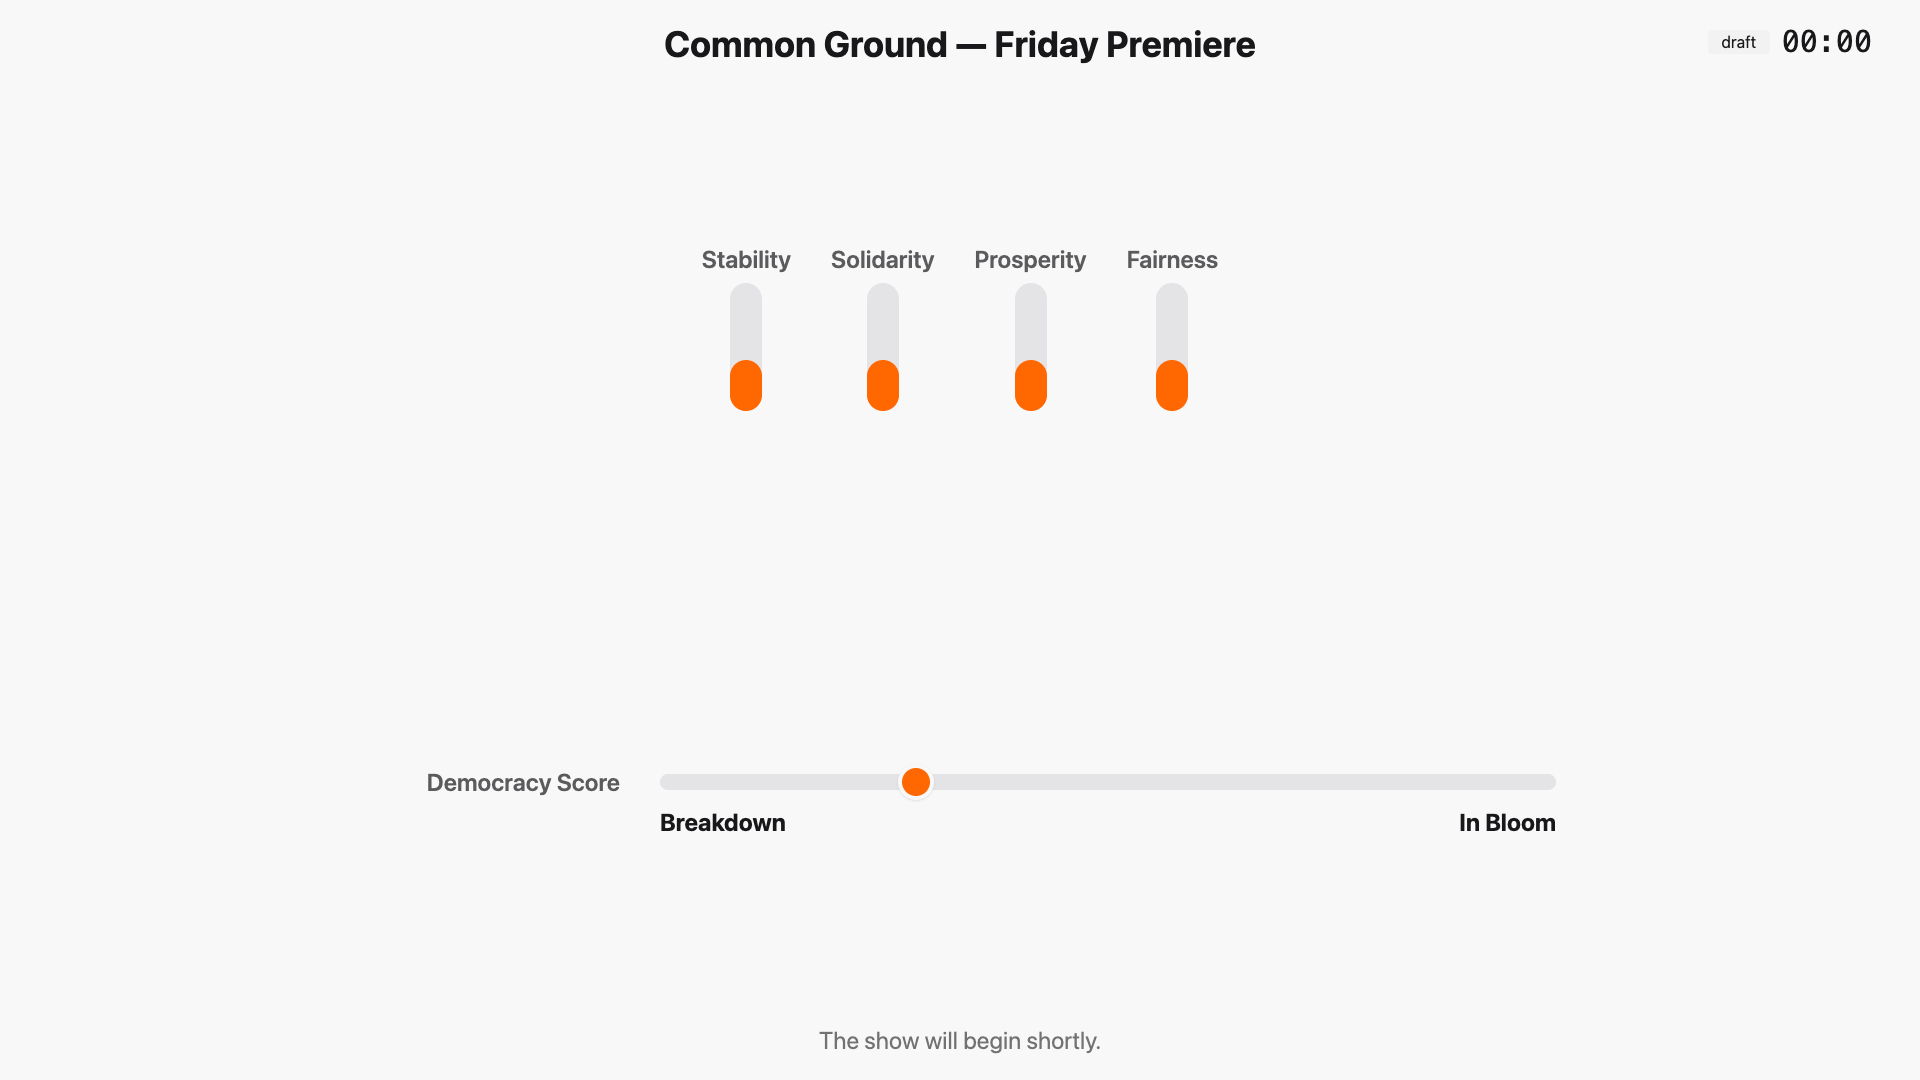 Common Ground — Friday Premiere
draft 00:00
Stability Solidarity Prosperity Fairness
Democracy Score
Breakdown In Bloom
The show will begin shortly.